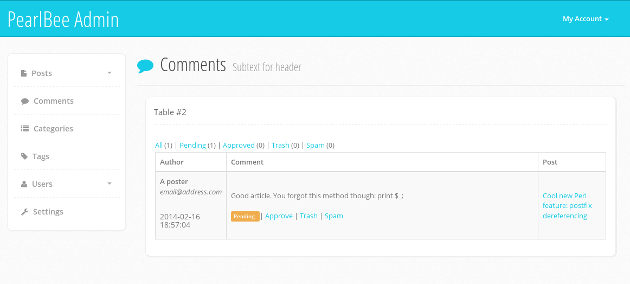 PearlBee Admin
My Account
Posts
Comments
Categories
Tags
Users
Settings
Comments Subtext for header
Table #2
All (1) | Pending (1) | Approved (0) | Trash (0) | Spam (0)
Author Comment Post
A poster
email@address.com
2014-02-16
18:57:04
Good article. You forgot this method though: print $_;
Pending | Approve | Trash | Spam
Cool new Perl
feature: postfix
dereferencing